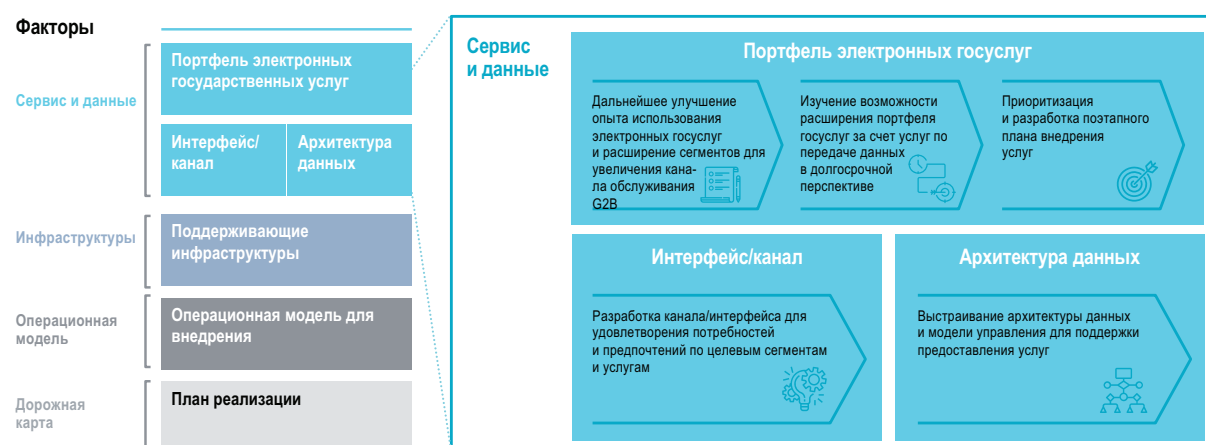 Факторы
Сервис и данные
Портфель электронных
государственных услуг
Интерфейс/
канал
Архитектура
данных
Инфраструктуры
Поддерживающие
инфраструктуры
Операционная
модель
Операционная модель для
внедрения
Дорожная
карта
План реализации
Сервис
и данные
Портфель электронных госуслуг
Дальнейшее улучшение
опыта использования
электронных госуслуг
и расширение сегментов для
увеличения кана-
ла обслуживания
G2B
Изучение возможности
расширения портфеля
госуслуг за счет услуг по
передаче данных
в долгосрочной
перспективе
Приоритизация
и разработка поэтапного
плана внедрения
услуг
Интерфейс/канал
Разработка канала/интерфейса для
удовлетворения потребностей
и предпочтений по целевым сегментам
и услугам
Архитектура данных
Выстраивание архитектуры данных
и модели управления для поддержки
предоставления услуг